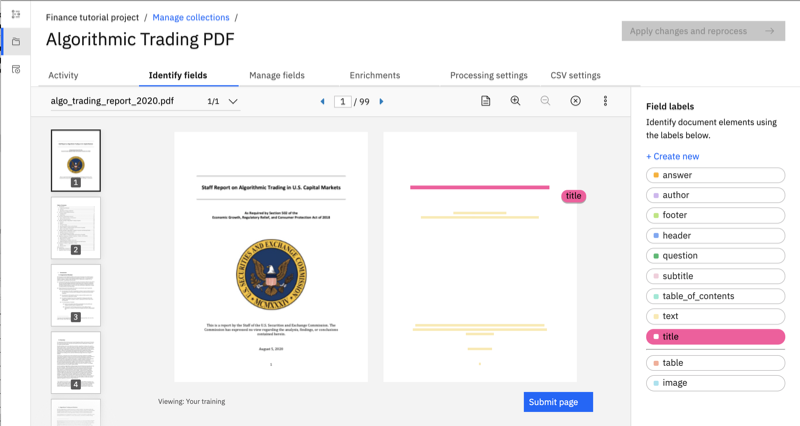 Finance tutorial project / Manage collections /
Algorithmic Trading PDF
Apply changes and reprocess
Activity
Identify fields
Manage fields
Enrichments
Processing settings
CSV settings
algo_trading_report_2020.pdf
1/1
1 / 99
1
2
3
4
Staff Report on Algorithmic Trading in U.S. Capital Markets
As Required by Section 502 of the
Economic Growth, Regulatory Relief, and Consumer Protection Act of 2018
U.S. SECURITIES AND EXCHANGE COMMISSION
MCMXXXIV
This is a report by the Staff of the U.S. Securities and Exchange Commission. The
Commission has expressed no view regarding the analysis, findings, or conclusions
contained herein.
August 5, 2020
1
title
Viewing: Your training
Submit page
Field labels
Identify document elements using
the labels below.
+ Create new
answer
author
footer
header
question
subtitle
table_of_contents
text
title
table
image